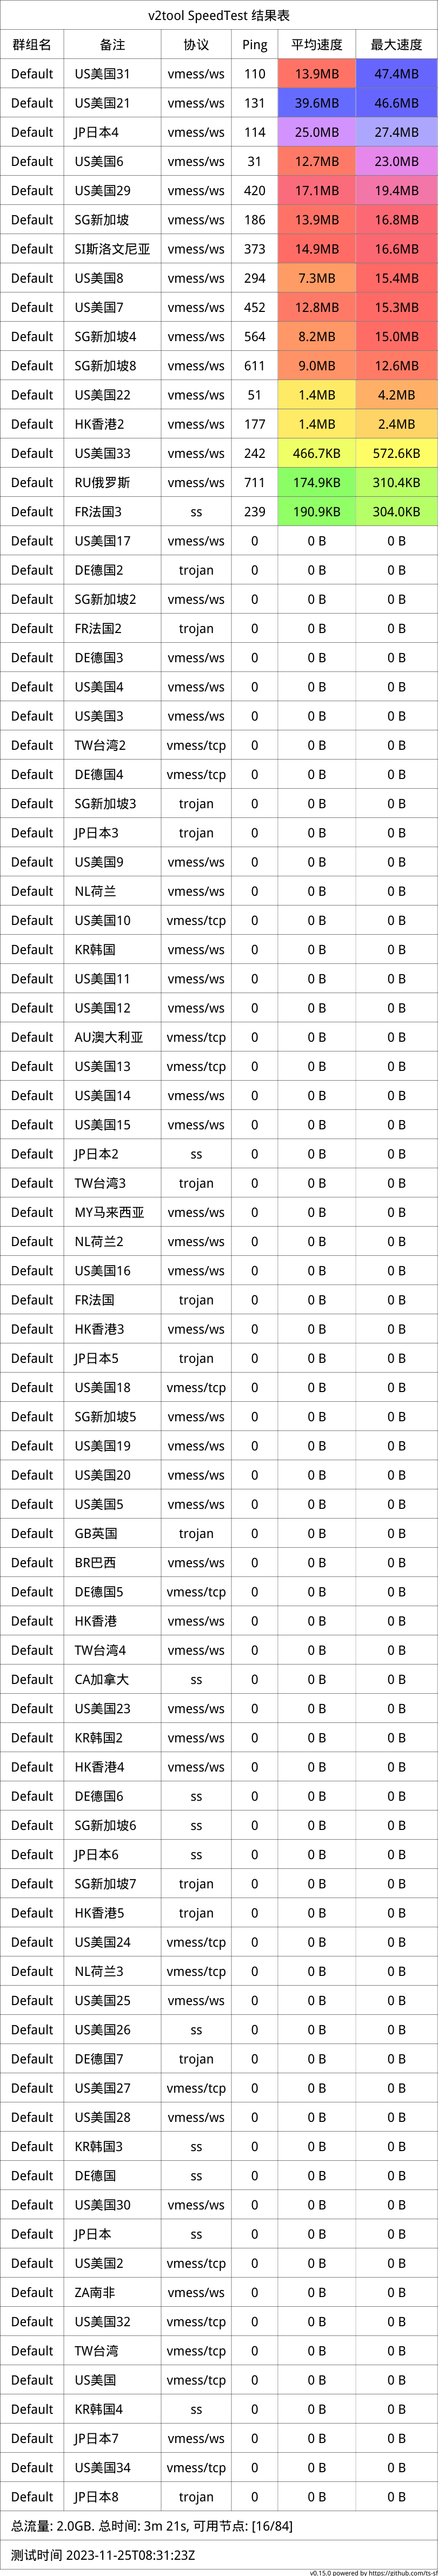 v2tool SpeedTest 结果表
群组名 备注 协议 Ping 平均速度 最大速度
Default US美国31 vmess/ws 110 13.9MB 47.4MB
Default US美国21 vmess/ws 131 39.6MB 46.6MB
Default JP日本4 vmess/ws 114 25.0MB 27.4MB
Default US美国6 vmess/ws 31 12.7MB 23.0MB
Default US美国29 vmess/ws 420 17.1MB 19.4MB
Default SG新加坡 vmess/ws 186 13.9MB 16.8MB
Default SI斯洛文尼亚 vmess/ws 373 14.9MB 16.6MB
Default US美国8 vmess/ws 294 7.3MB 15.4MB
Default US美国7 vmess/ws 452 12.8MB 15.3MB
Default SG新加坡4 vmess/ws 564 8.2MB 15.0MB
Default SG新加坡8 vmess/ws 611 9.0MB 12.6MB
Default US美国22 vmess/ws 51 1.4MB 4.2MB
Default HK香港2 vmess/ws 177 1.4MB 2.4MB
Default US美国33 vmess/ws 242 466.7KB 572.6KB
Default RU俄罗斯 vmess/ws 711 174.9KB 310.4KB
Default FR法国3 ss 239 190.9KB 304.0KB
Default US美国17 vmess/ws 0 0 B 0 B
Default DE德国2 trojan 0 0 B 0 B
Default SG新加坡2 vmess/ws 0 0 B 0 B
Default FR法国2 trojan 0 0 B 0 B
Default DE德国3 vmess/ws 0 0 B 0 B
Default US美国4 vmess/ws 0 0 B 0 B
Default US美国3 vmess/ws 0 0 B 0 B
Default TW台湾2 vmess/tcp 0 0 B 0 B
Default DE德国4 vmess/tcp 0 0 B 0 B
Default SG新加坡3 trojan 0 0 B 0 B
Default JP日本3 trojan 0 0 B 0 B
Default US美国9 vmess/ws 0 0 B 0 B
Default NL荷兰 vmess/ws 0 0 B 0 B
Default US美国10 vmess/tcp 0 0 B 0 B
Default KR韩国 vmess/ws 0 0 B 0 B
Default US美国11 vmess/ws 0 0 B 0 B
Default US美国12 vmess/ws 0 0 B 0 B
Default AU澳大利亚 vmess/tcp 0 0 B 0 B
Default US美国13 vmess/tcp 0 0 B 0 B
Default US美国14 vmess/ws 0 0 B 0 B
Default US美国15 vmess/ws 0 0 B 0 B
Default JP日本2 ss 0 0 B 0 B
Default TW台湾3 trojan 0 0 B 0 B
Default MY马来西亚 vmess/ws 0 0 B 0 B
Default NL荷兰2 vmess/ws 0 0 B 0 B
Default US美国16 vmess/ws 0 0 B 0 B
Default FR法国 trojan 0 0 B 0 B
Default HK香港3 vmess/ws 0 0 B 0 B
Default JP日本5 trojan 0 0 B 0 B
Default US美国18 vmess/tcp 0 0 B 0 B
Default SG新加坡5 vmess/ws 0 0 B 0 B
Default US美国19 vmess/ws 0 0 B 0 B
Default US美国20 vmess/ws 0 0 B 0 B
Default US美国5 vmess/ws 0 0 B 0 B
Default GB英国 trojan 0 0 B 0 B
Default BR巴西 vmess/ws 0 0 B 0 B
Default DE德国5 vmess/tcp 0 0 B 0 B
Default HK香港 vmess/ws 0 0 B 0 B
Default TW台湾4 vmess/ws 0 0 B 0 B
Default CA加拿大 ss 0 0 B 0 B
Default US美国23 vmess/ws 0 0 B 0 B
Default KR韩国2 vmess/ws 0 0 B 0 B
Default HK香港4 vmess/ws 0 0 B 0 B
Default DE德国6 ss 0 0 B 0 B
Default SG新加坡6 ss 0 0 B 0 B
Default JP日本6 ss 0 0 B 0 B
Default SG新加坡7 trojan 0 0 B 0 B
Default HK香港5 trojan 0 0 B 0 B
Default US美国24 vmess/tcp 0 0 B 0 B
Default NL荷兰3 vmess/tcp 0 0 B 0 B
Default US美国25 vmess/ws 0 0 B 0 B
Default US美国26 ss 0 0 B 0 B
Default DE德国7 trojan 0 0 B 0 B
Default US美国27 vmess/tcp 0 0 B 0 B
Default US美国28 vmess/ws 0 0 B 0 B
Default KR韩国3 ss 0 0 B 0 B
Default DE德国 ss 0 0 B 0 B
Default US美国30 vmess/ws 0 0 B 0 B
Default JP日本 ss 0 0 B 0 B
Default US美国2 vmess/tcp 0 0 B 0 B
Default ZA南非 vmess/ws 0 0 B 0 B
Default US美国32 vmess/tcp 0 0 B 0 B
Default TW台湾 vmess/tcp 0 0 B 0 B
Default US美国 vmess/tcp 0 0 B 0 B
Default KR韩国4 ss 0 0 B 0 B
Default JP日本7 vmess/ws 0 0 B 0 B
Default US美国34 vmess/tcp 0 0 B 0 B
Default JP日本8 trojan 0 0 B 0 B
总流量: 2.0GB. 总时间: 3m 21s, 可用节点: [16/84]
测试时间 2023-11-25T08:31:23Z
v0.15.0 powered by https://github.com/ts-sf